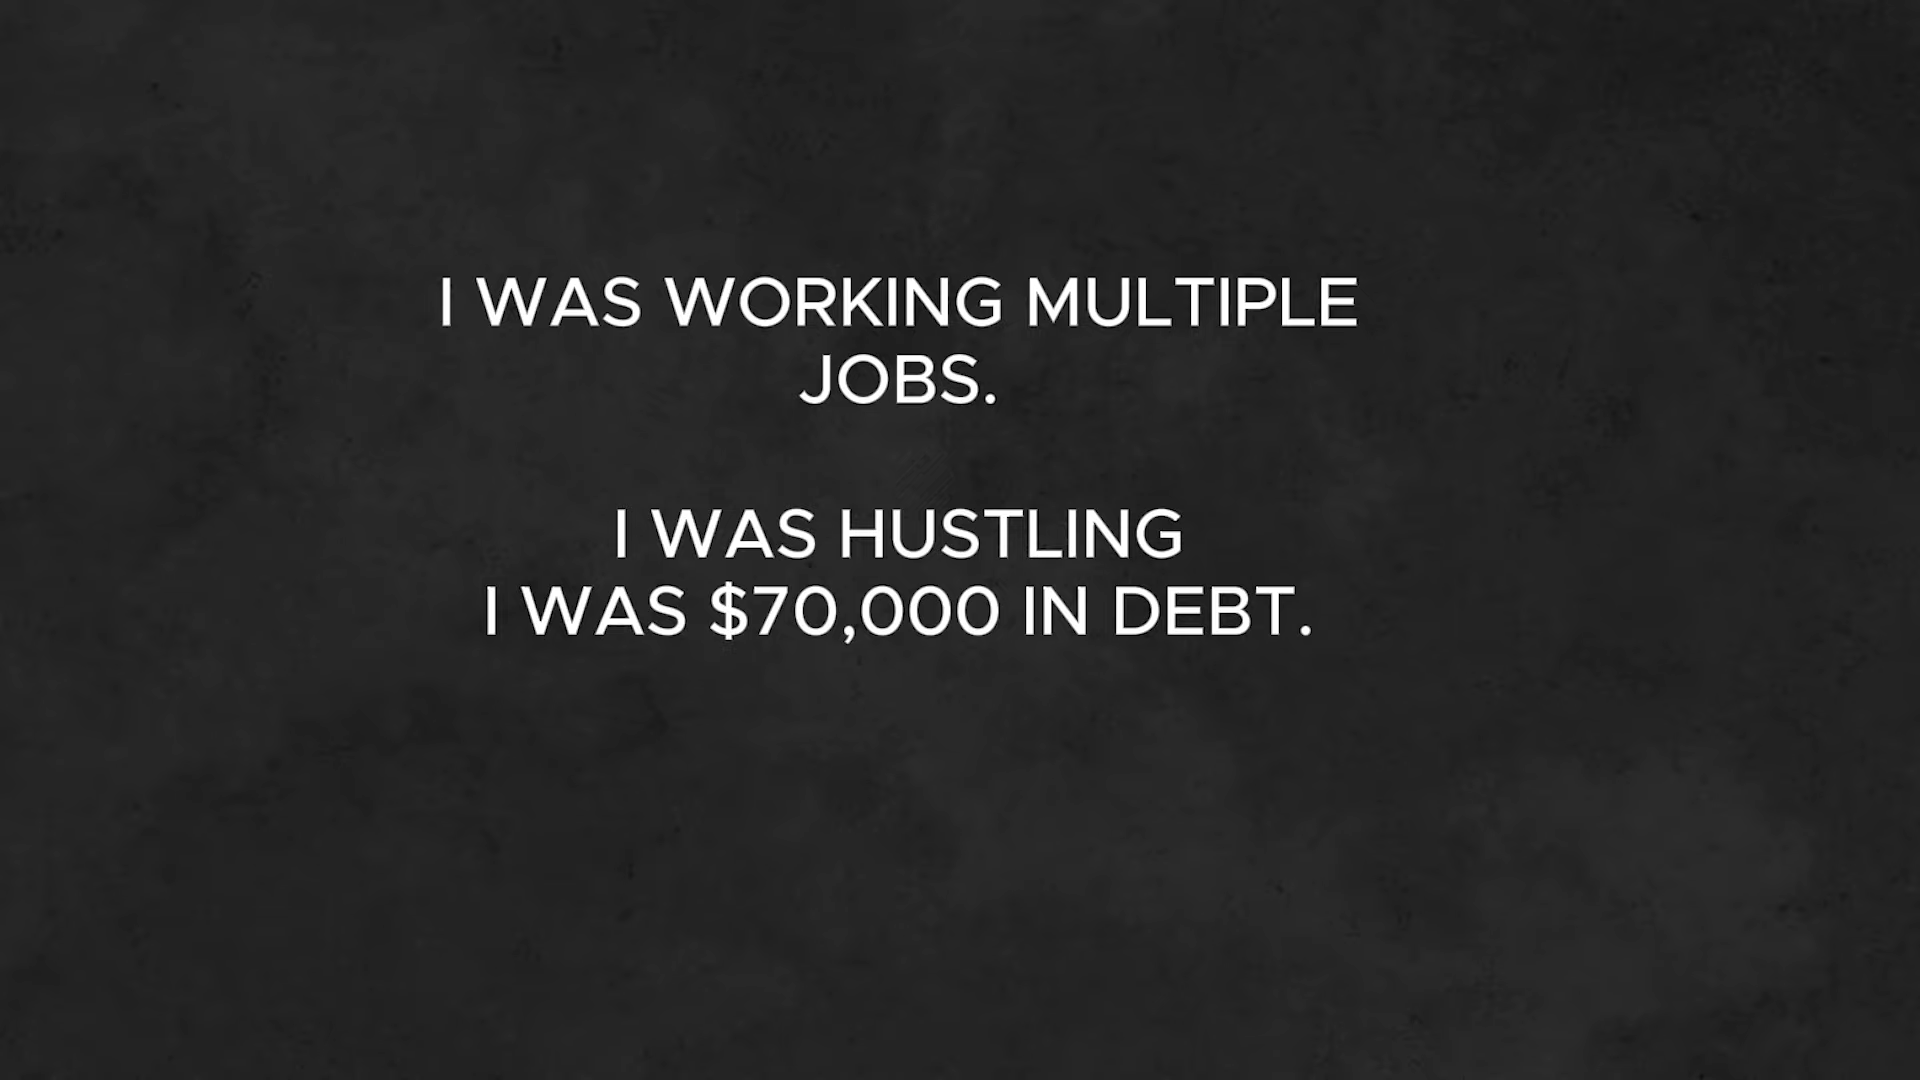 I WAS WORKING MULTIPLE
JOBS.
I WAS HUSTLING
I WAS $70,000 IN DEBT.